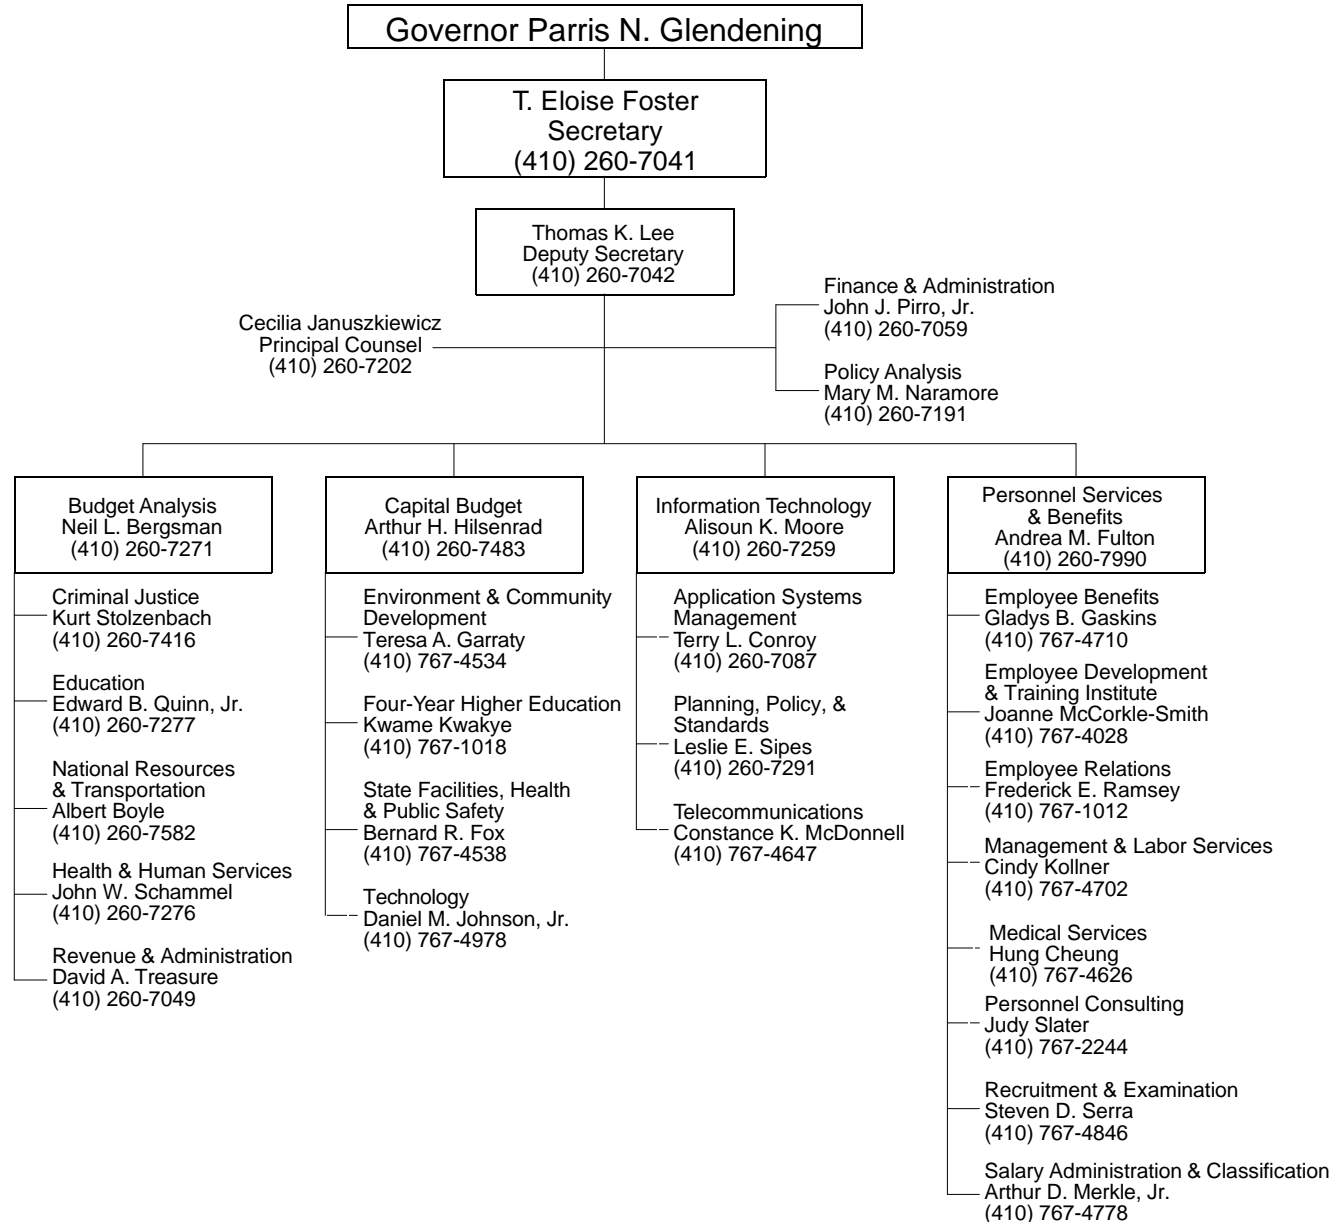 Governor Parris N. Glendening
T. Eloise Foster
Secretary
(410) 260-7041
Thomas K. Lee
Deputy Secretary
(410) 260-7042
Cecilia Januszkiewicz
Principal Counsel
(410) 260-7202
Finance & Administration
John J. Pirro, Jr.
(410) 260-7059
Policy Analysis
Mary M. Naramore
(410) 260-7191
Budget Analysis
Neil L. Bergsman
(410) 260-7271
Criminal Justice
Kurt Stolzenbach
(410) 260-7416
Education
Edward B. Quinn, Jr.
(410) 260-7277
National Resources
& Transportation
Albert Boyle
(410) 260-7582
Health & Human Services
John W. Schammel
(410) 260-7276
Revenue & Administration
David A. Treasure
(410) 260-7049
Capital Budget
Arthur H. Hilsenrad
(410) 260-7483
Environment & Community
Development
Teresa A. Garraty
(410) 767-4534
Four-Year Higher Education
Kwame Kwakye
(410) 767-1018
State Facilities, Health
& Public Safety
Bernard R. Fox
(410) 767-4538
Technology
Daniel M. Johnson, Jr.
(410) 767-4978
Information Technology
Alisoun K. Moore
(410) 260-7259
Application Systems
Management
Terry L. Conroy
(410) 260-7087
Planning, Policy, &
Standards
Leslie E. Sipes
(410) 260-7291
Telecommunications
Constance K. McDonnell
(410) 767-4647
Personnel Services
& Benefits
Andrea M. Fulton
(410) 260-7990
Employee Benefits
Gladys B. Gaskins
(410) 767-4710
Employee Development
& Training Institute
Joanne McCorkle-Smith
(410) 767-4028
Employee Relations
Frederick E. Ramsey
(410) 767-1012
Management & Labor Services
Cindy Kollner
(410) 767-4702
Medical Services
Hung Cheung
(410) 767-4626
Personnel Consulting
Judy Slater
(410) 767-2244
Recruitment & Examination
Steven D. Serra
(410) 767-4846
Salary Administration & Classification
Arthur D. Merkle, Jr.
(410) 767-4778